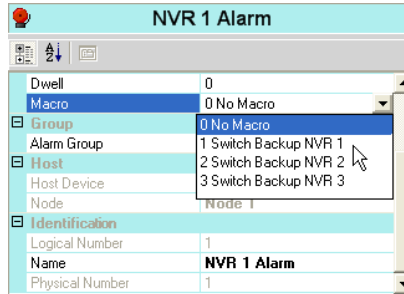 NVR 1 Alarm
Dwell 0
Macro 0 No Macro
Group 0 No Macro
Alarm Group 1 Switch Backup NVR 1
Host 2 Switch Backup NVR 2
Host Device 3 Switch Backup NVR 3
Node Node 1
Identification
Logical Number 1
Name NVR 1 Alarm
Physical Number 1